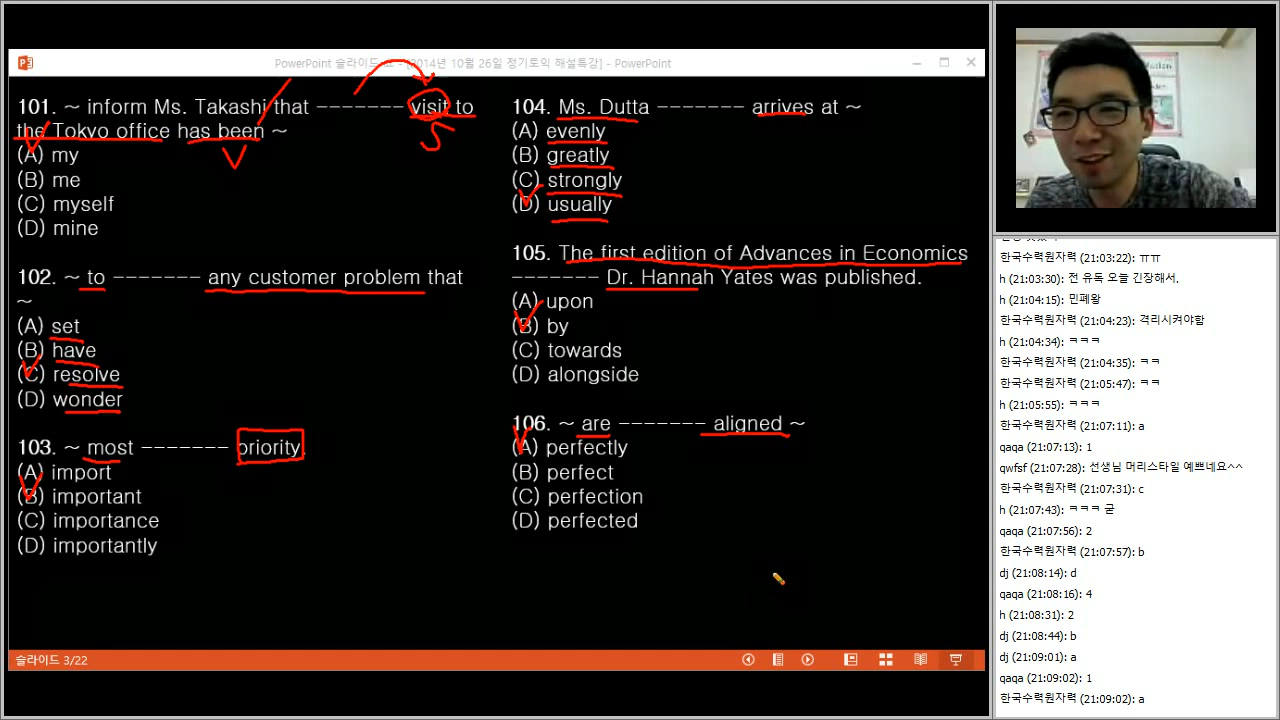 PowerPoint 슬라이드 쇼 - [2014년 10월 26일 정기토익 해설특강] - PowerPoint
101. ~ inform Ms. Takashi that ------- visit to
the Tokyo office has been ~
(A) my
(B) me
(C) myself
(D) mine
S
V
102. ~ to ------- any customer problem that
~
(A) set
(B) have
(C) resolve
(D) wonder
103. ~ most ------- priority.
(A) import
(B) important
(C) importance
(D) importantly
104. Ms. Dutta ------- arrives at ~
(A) evenly
(B) greatly
(C) strongly
(D) usually
105. The first edition of Advances in Economics
------- Dr. Hannah Yates was published.
(A) upon
(B) by
(C) towards
(D) alongside
106. ~ are ------- aligned ~
(A) perfectly
(B) perfect
(C) perfection
(D) perfected
슬라이드 3/22
한국수력원자력 (21:03:22): ㅠㅠ
h (21:03:30): 전 유독 오늘 긴장해서.
h (21:04:15): 민폐왕
한국수력원자력 (21:04:23): 격리시켜야함
h (21:04:34): ㅋㅋㅋ
한국수력원자력 (21:04:35): ㅋㅋ
한국수력원자력 (21:05:47): ㅋㅋ
h (21:05:55): ㅋㅋㅋ
한국수력원자력 (21:07:11): a
qaqa (21:07:13): 1
qwfsf (21:07:28): 선생님 머리스타일 예쁘네요^^
한국수력원자력 (21:07:31): c
h (21:07:43): ㅋㅋㅋ 굳
qaqa (21:07:56): 2
한국수력원자력 (21:07:57): b
dj (21:08:14): d
qaqa (21:08:16): 4
h (21:08:31): 2
dj (21:08:44): b
dj (21:09:01): a
qaqa (21:09:02): 1
한국수력원자력 (21:09:02): a